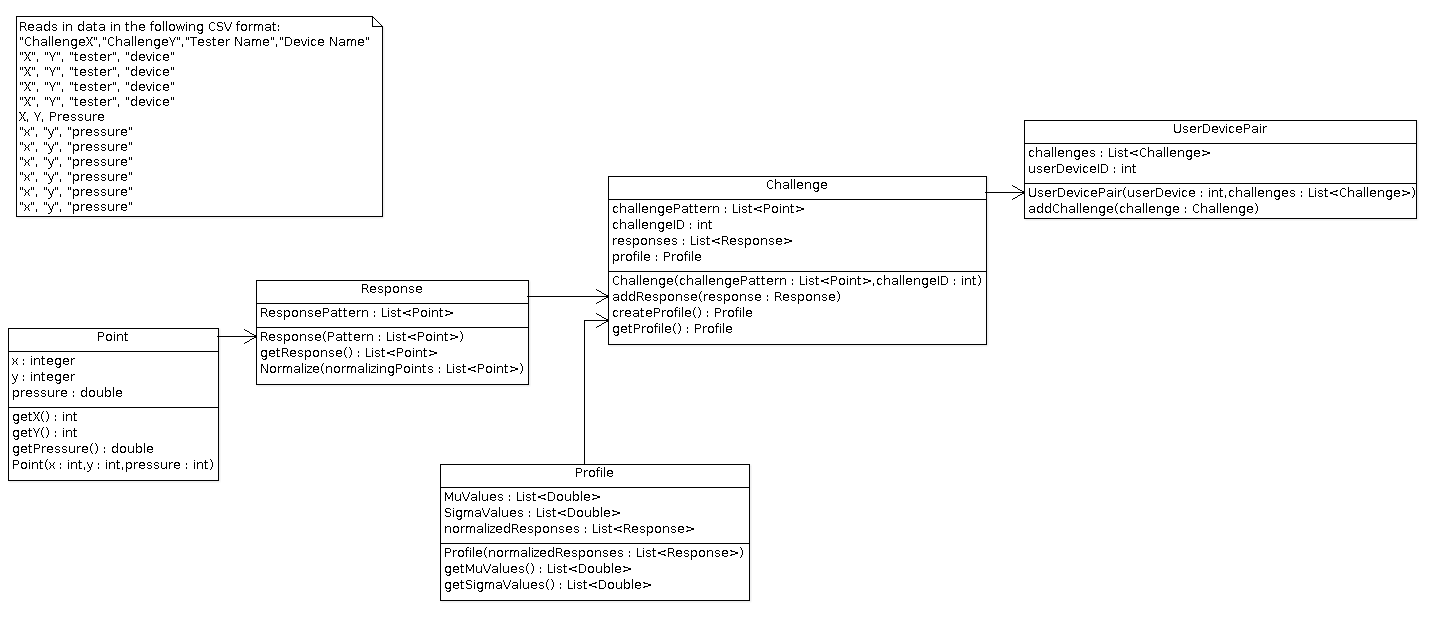 Reads in data in the following CSV format:
"ChallengeX","ChallengeY","Tester Name","Device Name"
"X", "Y", "tester", "device"
"X", "Y", "tester", "device"
"X", "Y", "tester", "device"
"X", "Y", "tester", "device"
X, Y, Pressure
"x", "y", "pressure"
"x", "y", "pressure"
"x", "y", "pressure"
"x", "y", "pressure"
"x", "y", "pressure"
"x", "y", "pressure"
Point
x : integer
y : integer
pressure : double
getX() : int
getY() : int
getPressure() : double
Point(x : int,y : int,pressure : int)
Response
ResponsePattern : List<Point>
Response(Pattern : List<Point>)
getResponse() : List<Point>
Normalize(normalizingPoints : List<Point>)
Challenge
challengePattern : List<Point>
challengeID : int
responses : List<Response>
profile : Profile
Challenge(challengePattern : List<Point>,challengeID : int)
addResponse(response : Response)
createProfile() : Profile
getProfile() : Profile
UserDevicePair
challenges : List<Challenge>
userDeviceID : int
UserDevicePair(userDevice : int,challenges : List<Challenge>)
addChallenge(challenge : Challenge)
Profile
MuValues : List<Double>
SigmaValues : List<Double>
normalizedResponses : List<Response>
Profile(normalizedResponses : List<Response>)
getMuValues() : List<Double>
getSigmaValues() : List<Double>